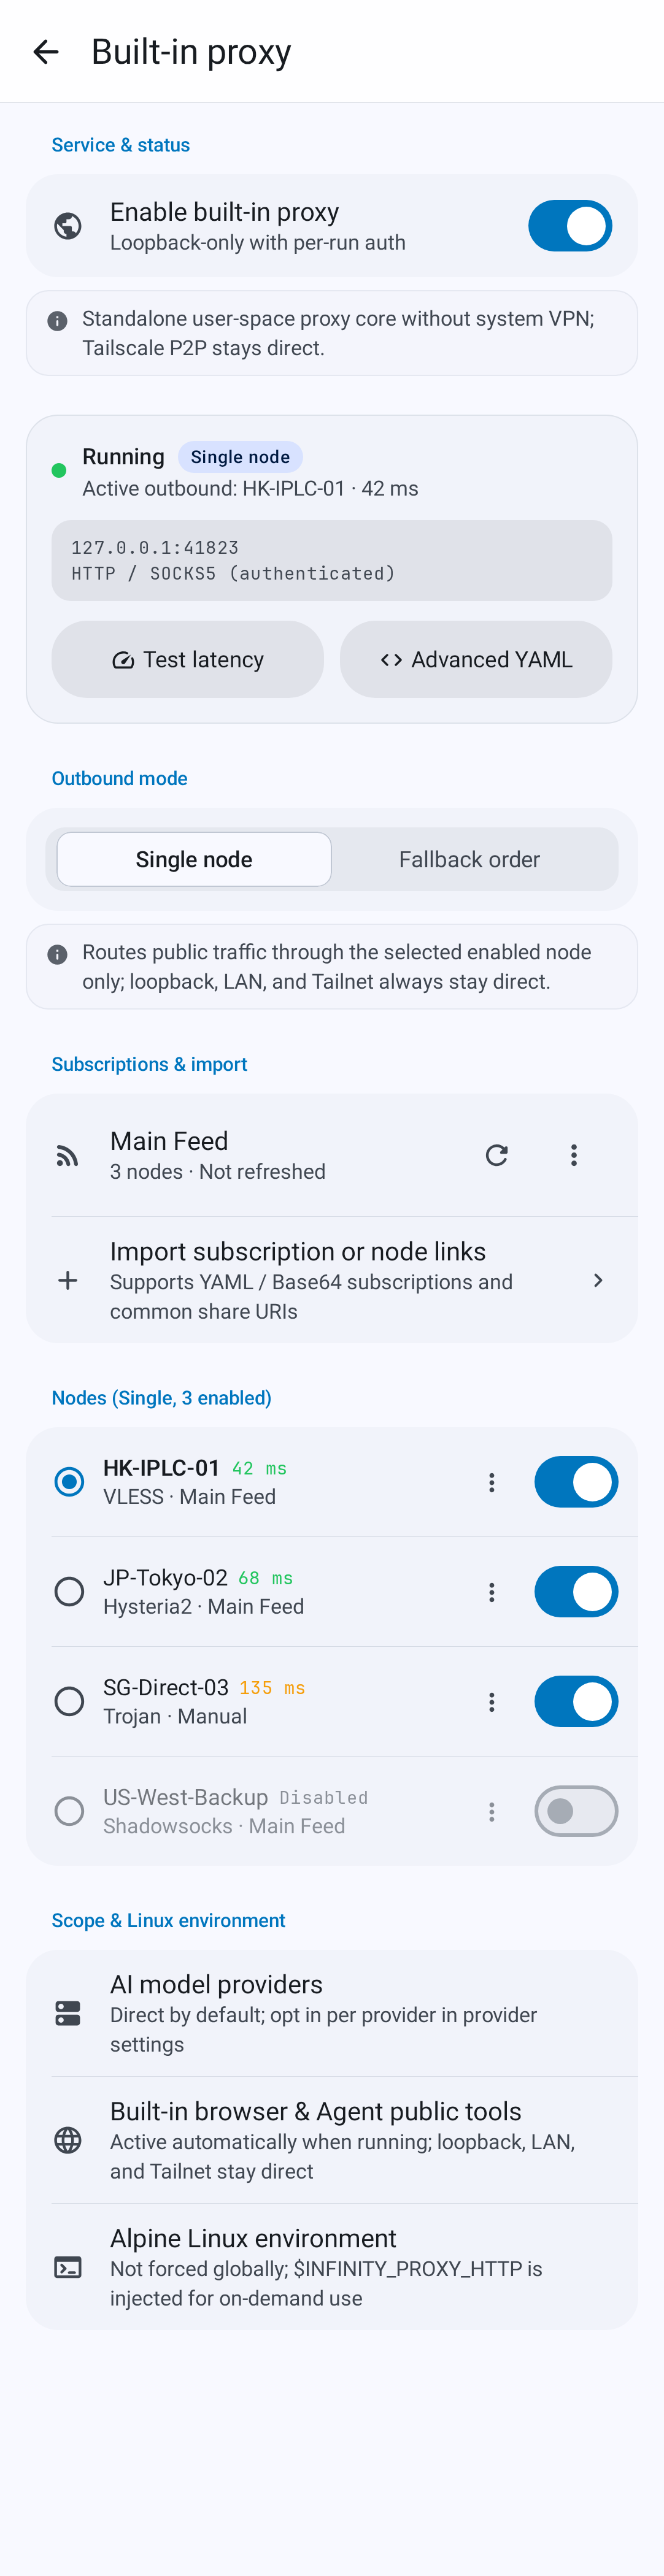 Built-in proxy
Service & status
Enable built-in proxy
Loopback-only with per-run auth
Standalone user-space proxy core without system VPN;
Tailscale P2P stays direct.
Running
Single node
Active outbound: HK-IPLC-01 · 42 ms
127.0.0.1:41823
HTTP / SOCKS5 (authenticated)
Test latency
Advanced YAML
Outbound mode
Single node
Fallback order
Routes public traffic through the selected enabled node
only; loopback, LAN, and Tailnet always stay direct.
Subscriptions & import
Main Feed
3 nodes · Not refreshed
Import subscription or node links
Supports YAML / Base64 subscriptions and
common share URIs
Nodes (Single, 3 enabled)
HK-IPLC-01 42 ms
VLESS · Main Feed
JP-Tokyo-02 68 ms
Hysteria2 · Main Feed
SG-Direct-03 135 ms
Trojan · Manual
US-West-Backup Disabled
Shadowsocks · Main Feed
Scope & Linux environment
AI model providers
Direct by default; opt in per provider in provider
settings
Built-in browser & Agent public tools
Active automatically when running; loopback, LAN,
and Tailnet stay direct
Alpine Linux environment
Not forced globally; $INFINITY_PROXY_HTTP is
injected for on-demand use